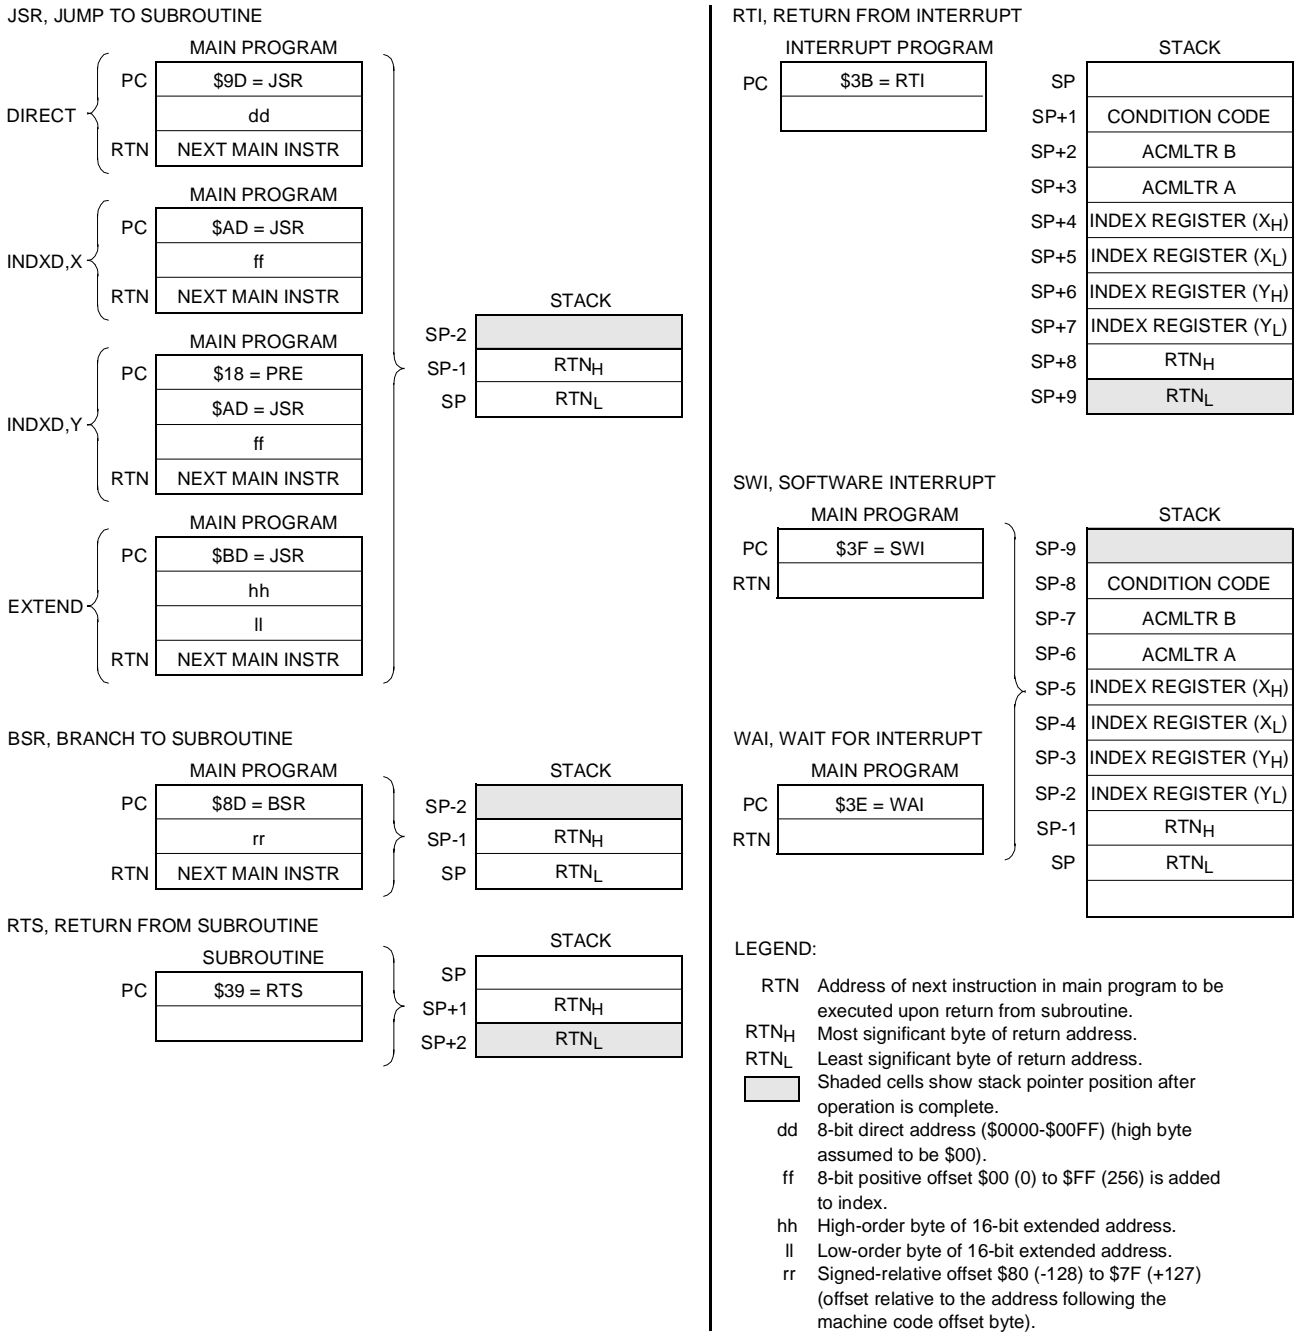 JSR, JUMP TO SUBROUTINE
MAIN PROGRAM
DIRECT
PC $9D = JSR
dd
RTN NEXT MAIN INSTR
MAIN PROGRAM
INDXD,X
PC $AD = JSR
ff
RTN NEXT MAIN INSTR
MAIN PROGRAM
INDXD,Y
PC $18 = PRE
$AD = JSR
ff
RTN NEXT MAIN INSTR
MAIN PROGRAM
EXTEND
PC $BD = JSR
hh
ll
RTN NEXT MAIN INSTR
STACK
SP-2
SP-1 RTNH
SP RTNL
BSR, BRANCH TO SUBROUTINE
MAIN PROGRAM
PC $8D = BSR
rr
RTN NEXT MAIN INSTR
STACK
SP-2
SP-1 RTNH
SP RTNL
RTS, RETURN FROM SUBROUTINE
SUBROUTINE
PC $39 = RTS
STACK
SP
SP+1 RTNH
SP+2 RTNL
RTI, RETURN FROM INTERRUPT
INTERRUPT PROGRAM
PC $3B = RTI
STACK
SP
SP+1 CONDITION CODE
SP+2 ACMLTR B
SP+3 ACMLTR A
SP+4 INDEX REGISTER (XH)
SP+5 INDEX REGISTER (XL)
SP+6 INDEX REGISTER (YH)
SP+7 INDEX REGISTER (YL)
SP+8 RTNH
SP+9 RTNL
SWI, SOFTWARE INTERRUPT
MAIN PROGRAM
PC $3F = SWI
RTN
WAI, WAIT FOR INTERRUPT
MAIN PROGRAM
PC $3E = WAI
RTN
STACK
SP-9
SP-8 CONDITION CODE
SP-7 ACMLTR B
SP-6 ACMLTR A
SP-5 INDEX REGISTER (XH)
SP-4 INDEX REGISTER (XL)
SP-3 INDEX REGISTER (YH)
SP-2 INDEX REGISTER (YL)
SP-1 RTNH
SP RTNL
LEGEND:
RTN Address of next instruction in main program to be
executed upon return from subroutine.
RTNH Most significant byte of return address.
RTNL Least significant byte of return address.
Shaded cells show stack pointer position after
operation is complete.
dd 8-bit direct address ($0000-$00FF) (high byte
assumed to be $00).
ff 8-bit positive offset $00 (0) to $FF (256) is added
to index.
hh High-order byte of 16-bit extended address.
ll Low-order byte of 16-bit extended address.
rr Signed-relative offset $80 (-128) to $7F (+127)
(offset relative to the address following the
machine code offset byte).